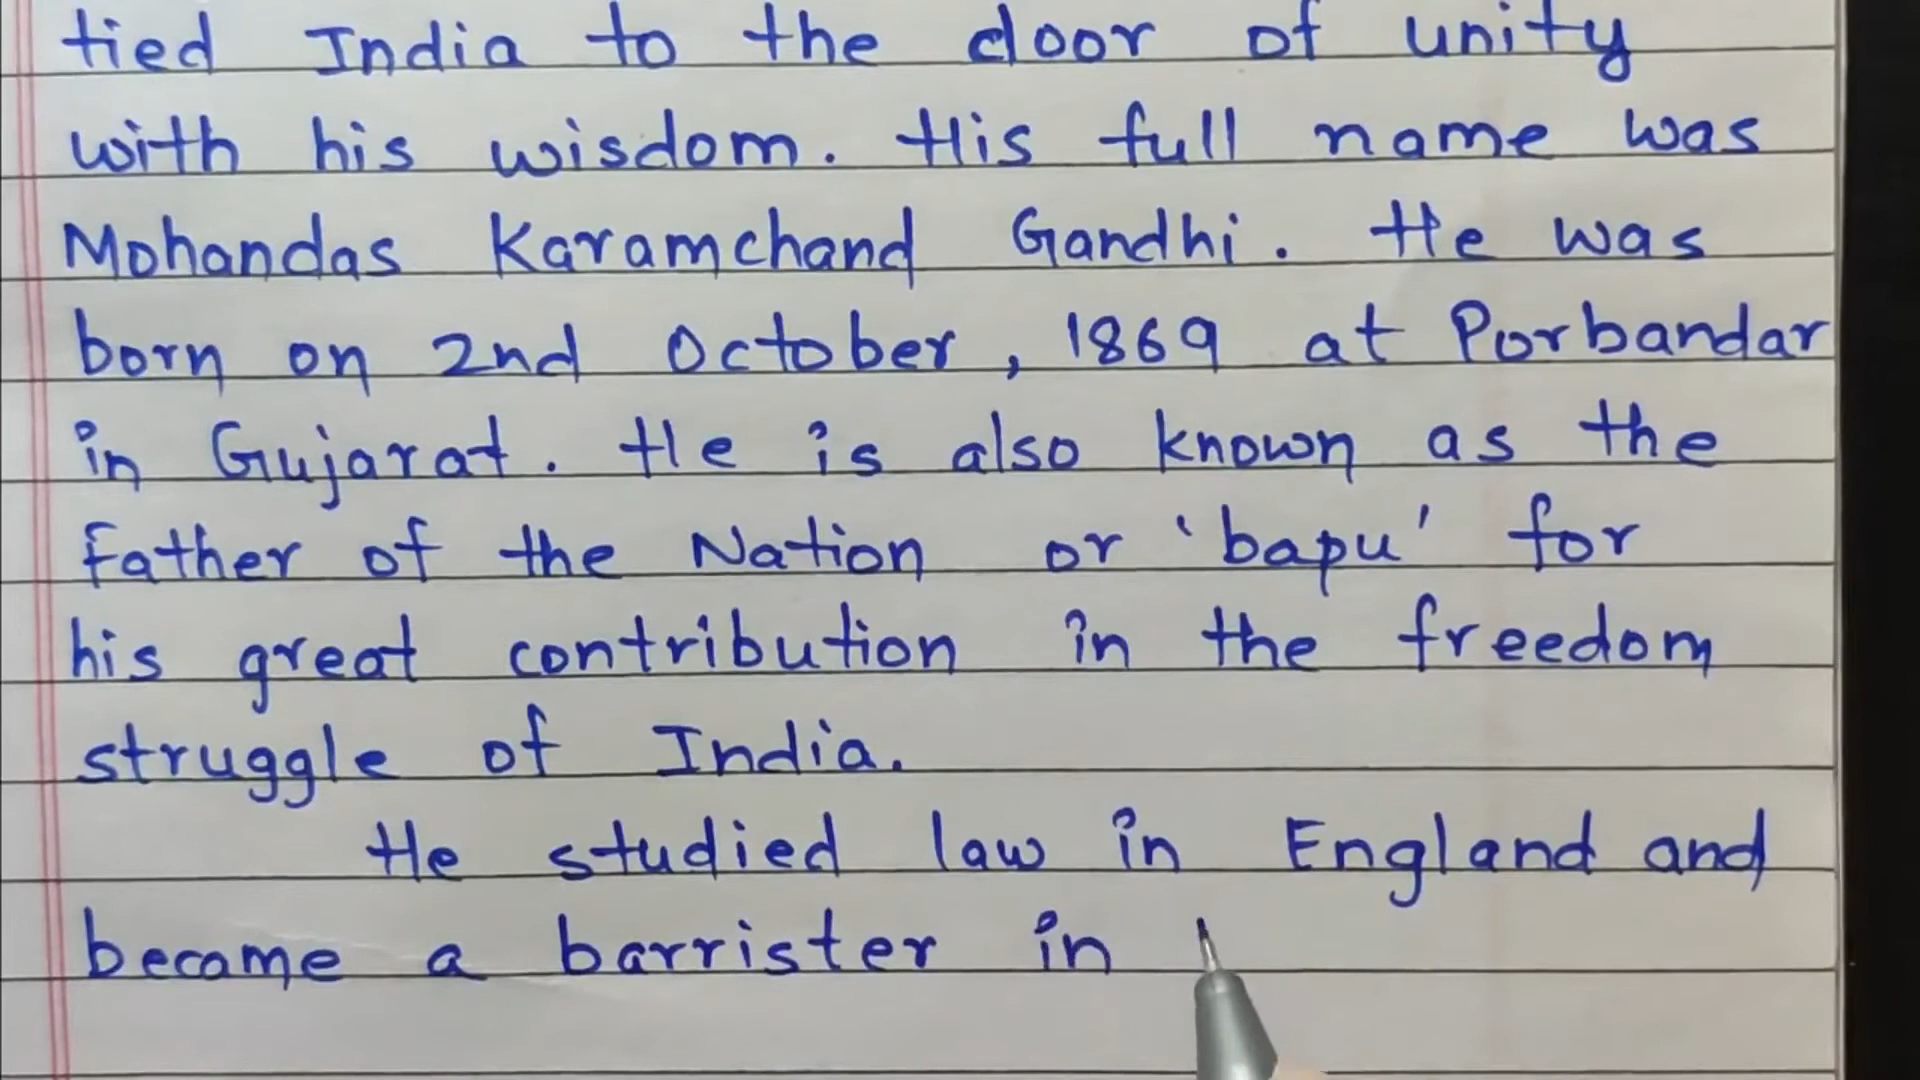 tied India to the door of unity
with his wisdom. His full name was
Mohandas Karamchand Gandhi. He was
born on 2nd October, 1869 at Porbandar
in Gujarat. He is also known as the
Father of the Nation or 'bapu' for
his great contribution in the freedom
struggle of India.
He studied law in England and
became a barrister in